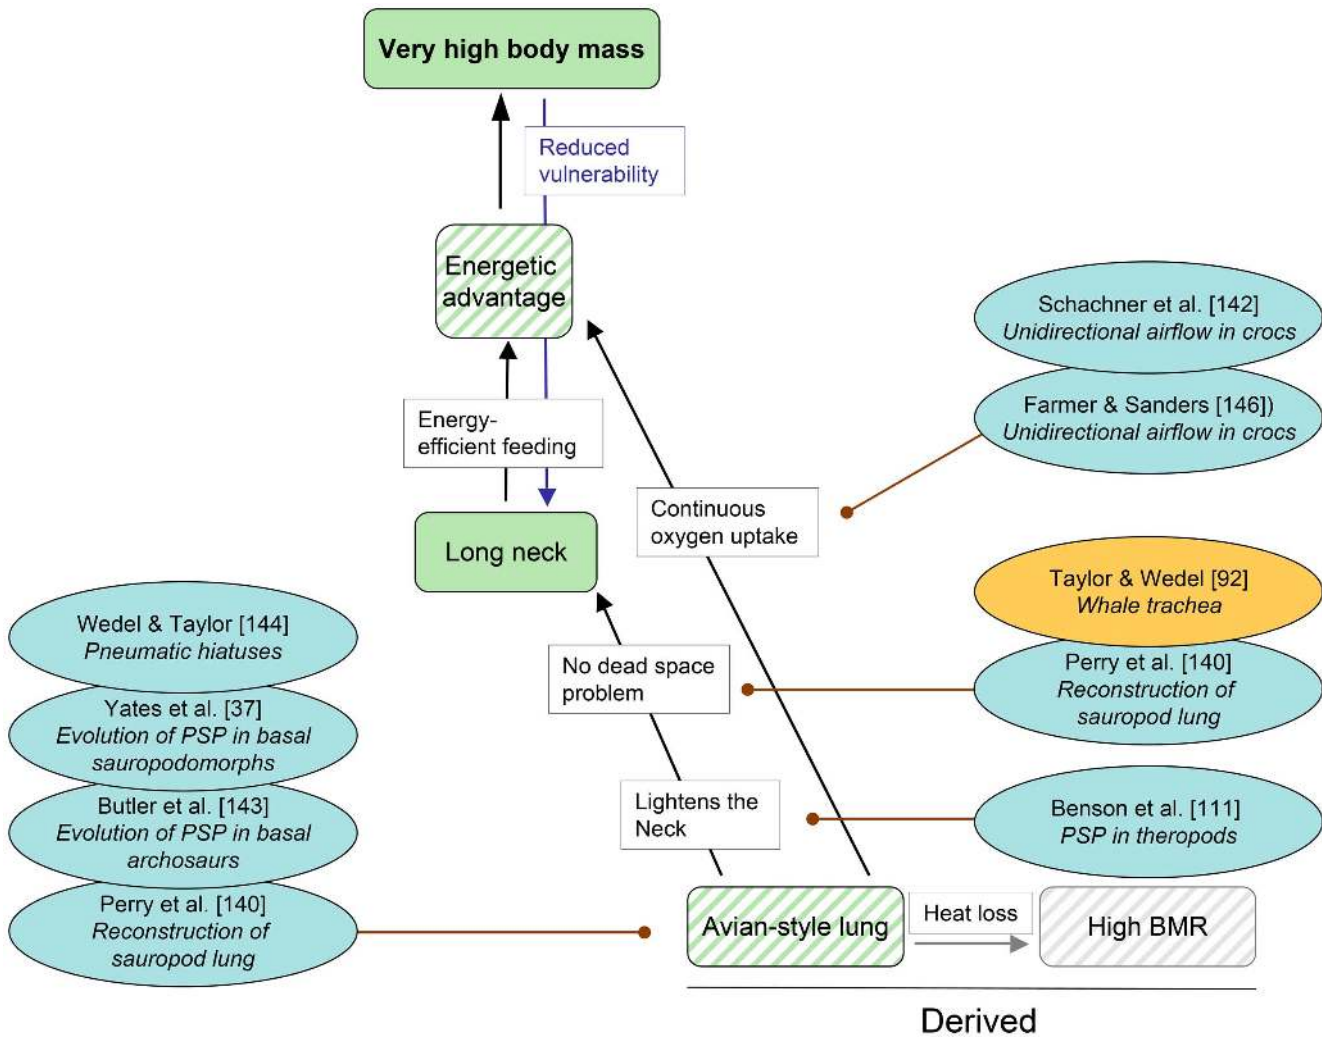 Very high body mass
Reduced
vulnerability
Energetic
advantage
Schachner et al. [142]
Unidirectional airflow in crocs
Farmer & Sanders [146])
Unidirectional airflow in crocs
Energy-
efficient feeding
Continuous
oxygen uptake
Long neck
Taylor & Wedel [92]
Whale trachea
Perry et al. [140]
Reconstruction of
sauropod lung
No dead space
problem
Wedel & Taylor [144]
Pneumatic hiatuses
Yates et al. [37]
Evolution of PSP in basal
sauropodomorphs
Butler et al. [143]
Evolution of PSP in basal
archosaurs
Perry et al. [140]
Reconstruction of
sauropod lung
Lightens the
Neck
Benson et al. [111]
PSP in theropods
Avian-style lung
Heat loss
High BMR
Derived